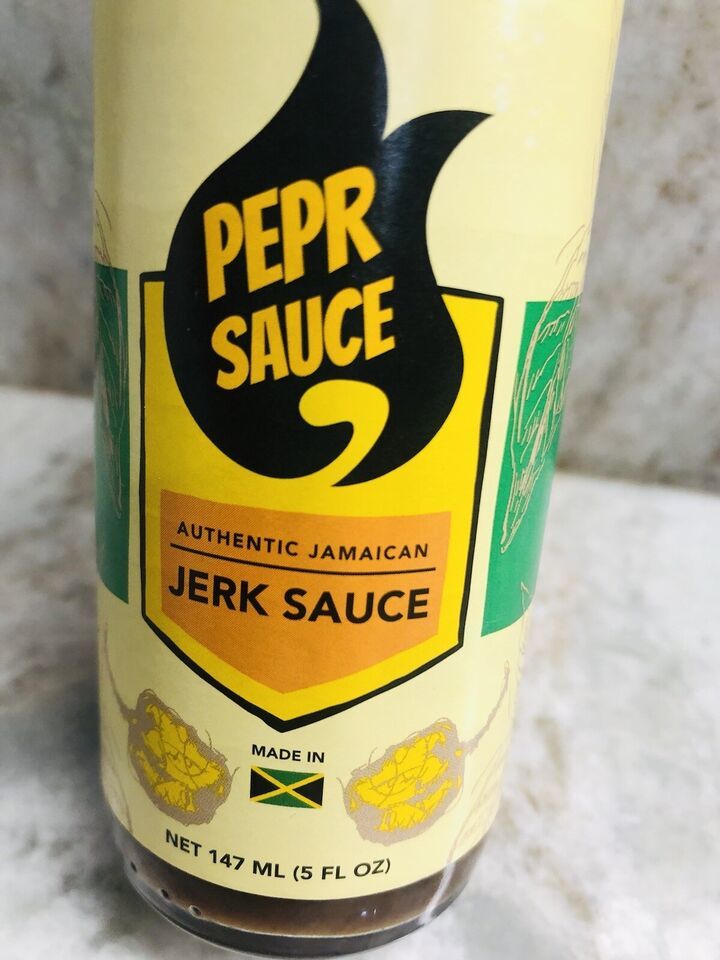 PEPR
SAUCE
AUTHENTIC JAMAICAN
JERK SAUCE
MADE IN
NET 147 ML (5 FL OZ)